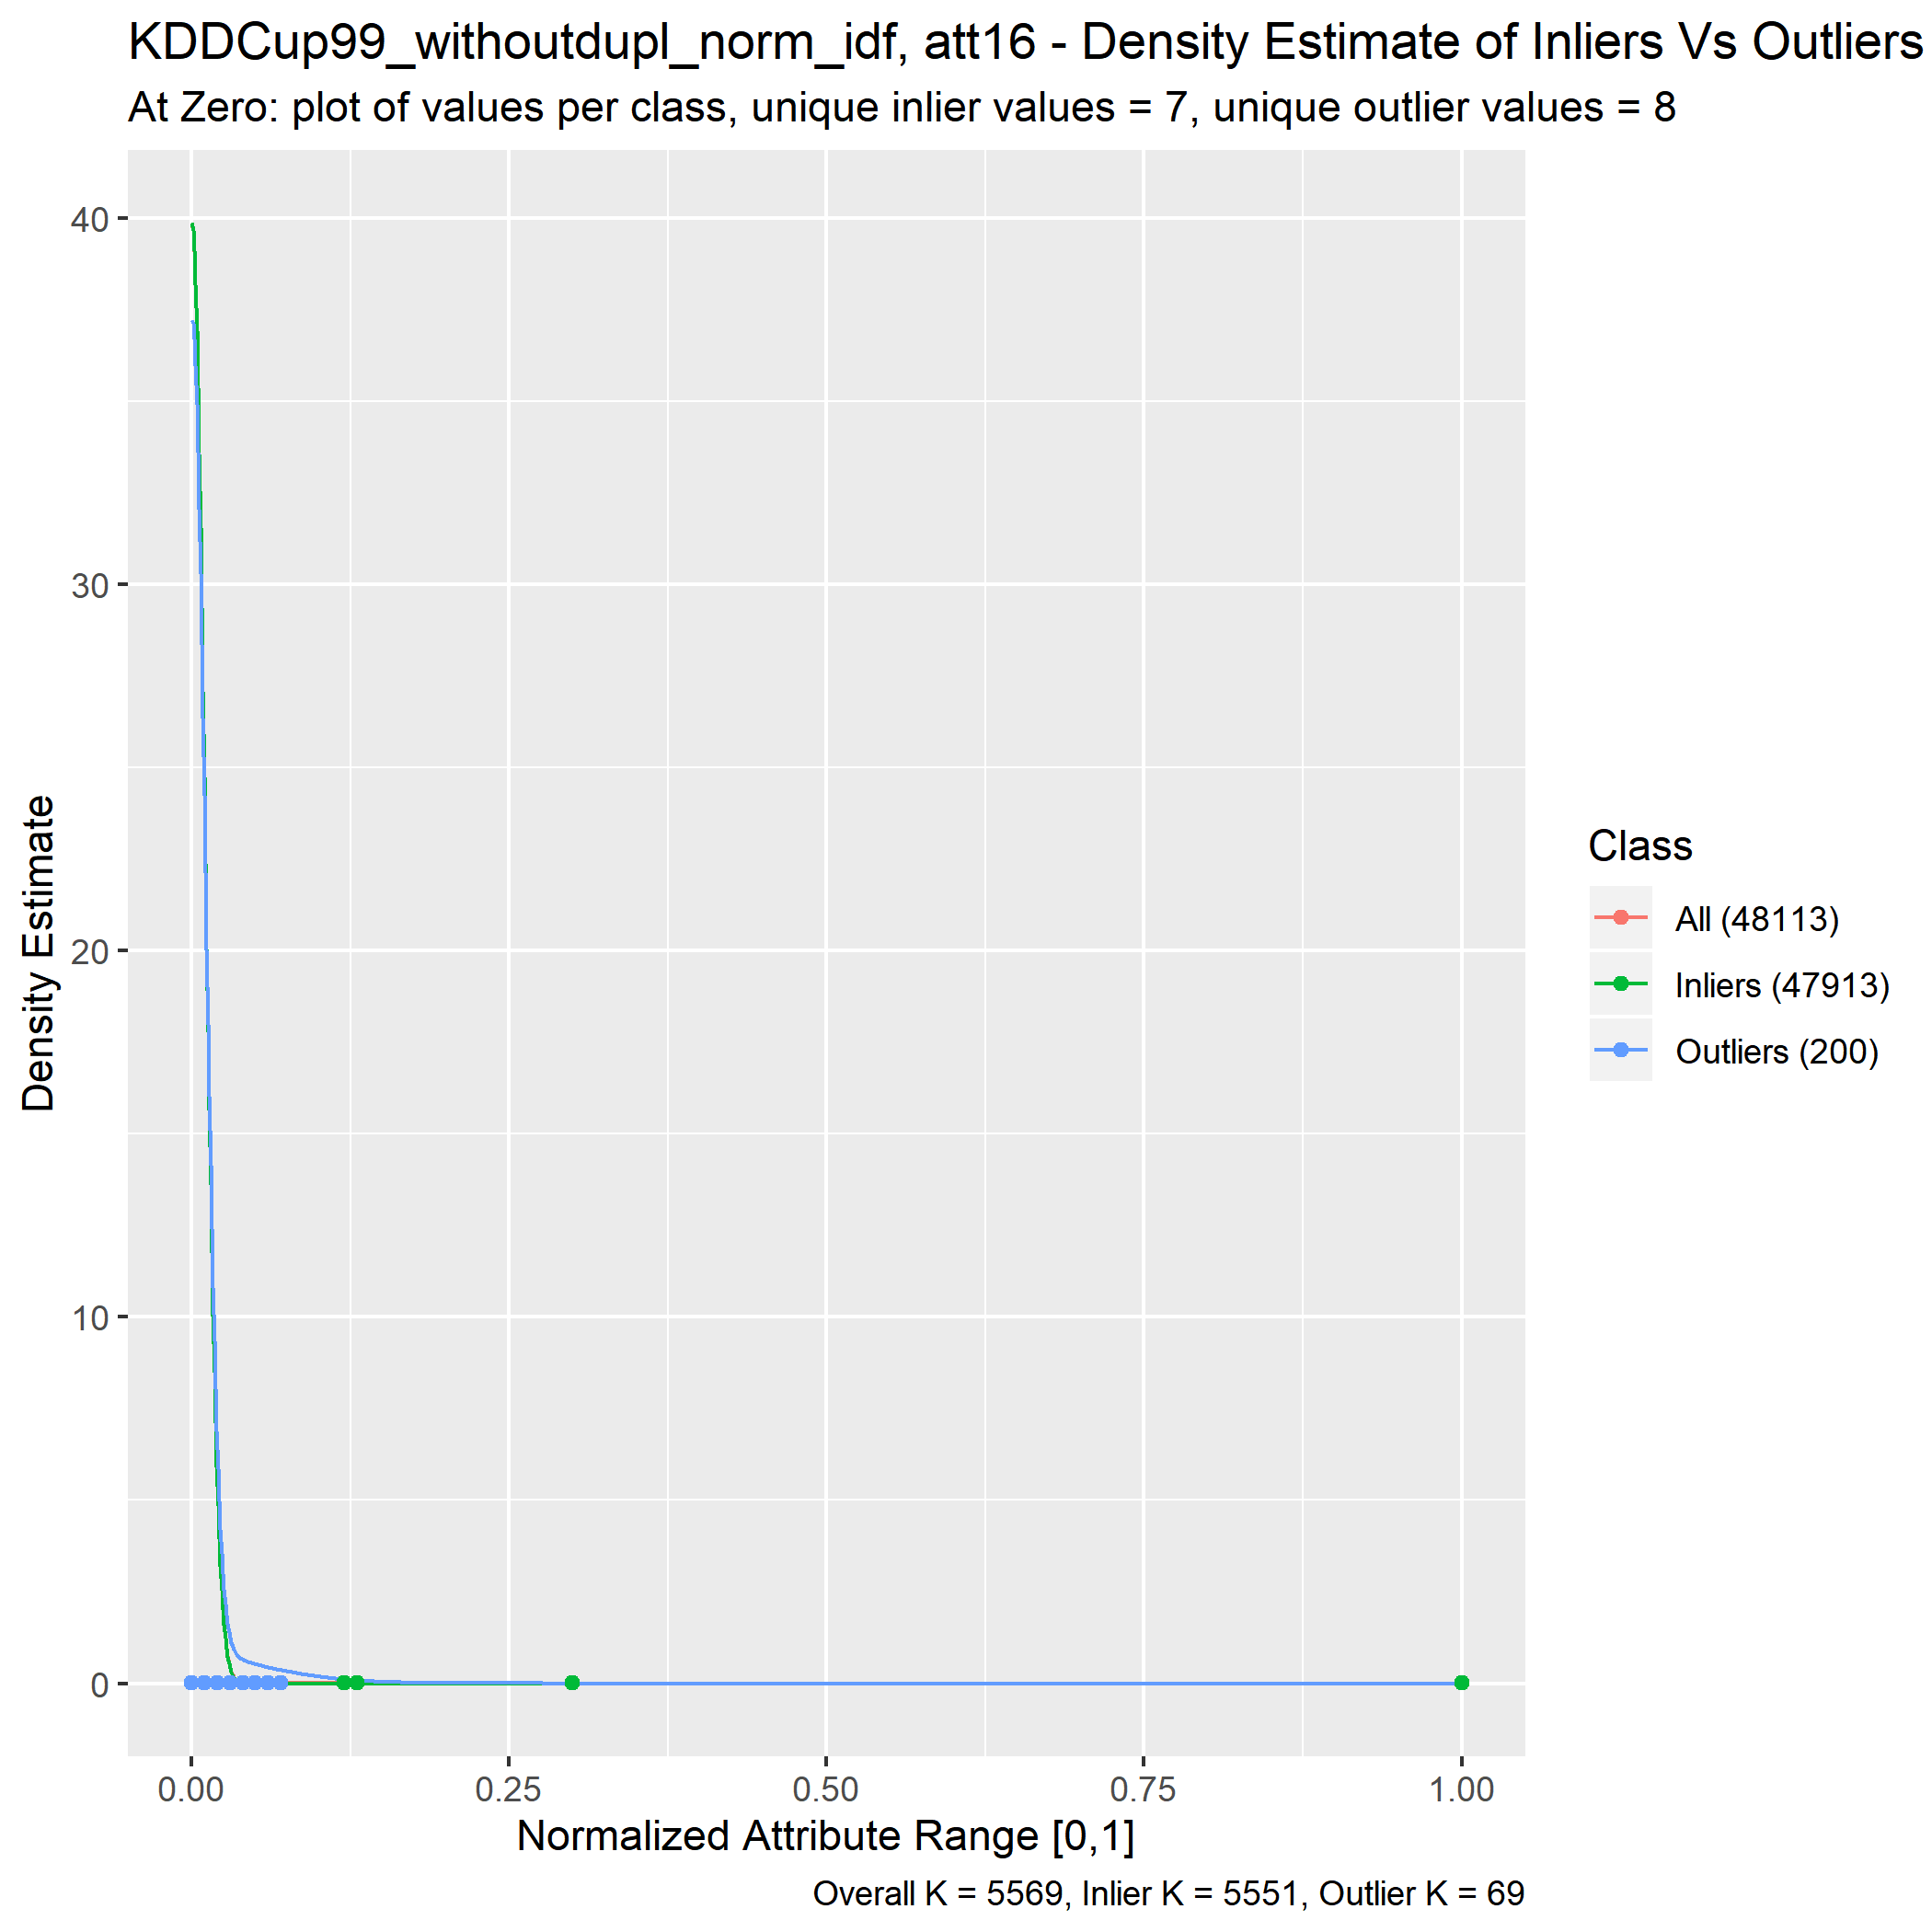 KDDCup99_withoutdupl_norm_idf, att16 - Density Estimate of Inliers Vs Outliers
At Zero: plot of values per class, unique inlier values = 7, unique outlier values = 8
40
30
20
10
0
Density Estimate
0.00
0.25
0.50
0.75
1.00
Normalized Attribute Range [0,1]
Overall K = 5569, Inlier K = 5551, Outlier K = 69
Class
All (48113)
Inliers (47913)
Outliers (200)